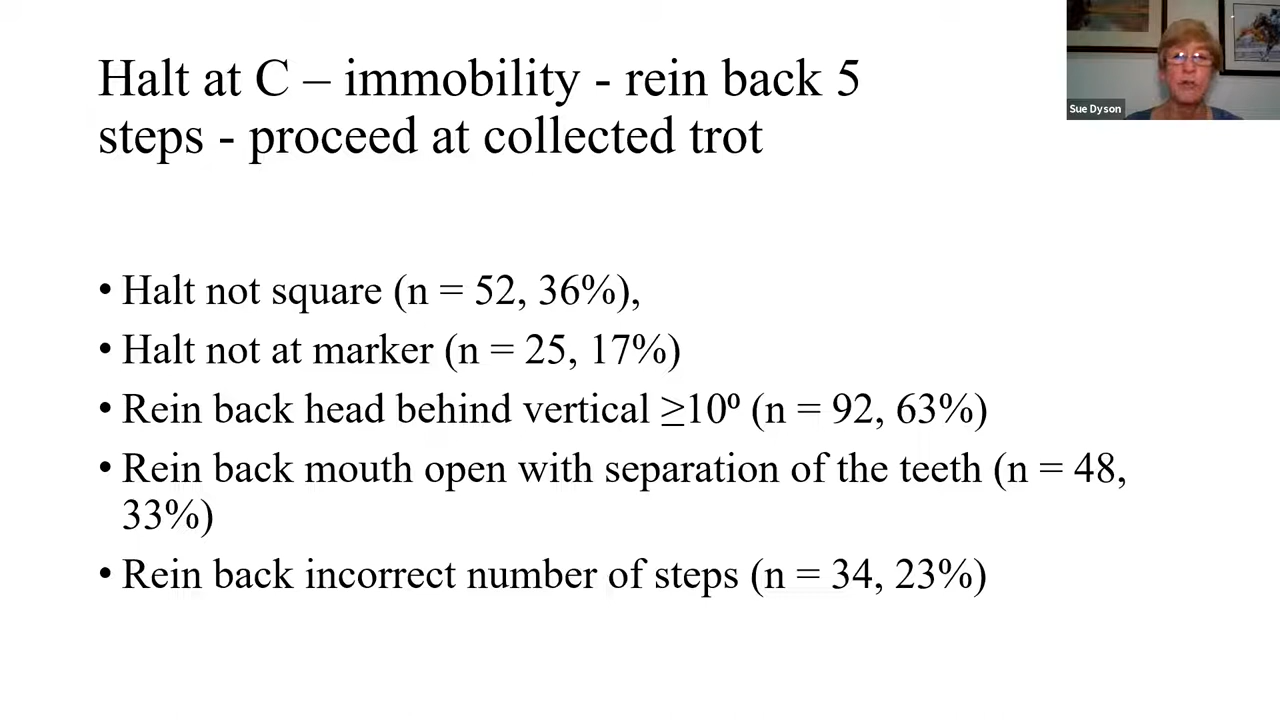 Halt at C – immobility - rein back 5
steps - proceed at collected trot
Sue Dyson
• Halt not square (n = 52, 36%),
• Halt not at marker (n = 25, 17%)
• Rein back head behind vertical ≥10º (n = 92, 63%)
• Rein back mouth open with separation of the teeth (n = 48,
33%)
• Rein back incorrect number of steps (n = 34, 23%)